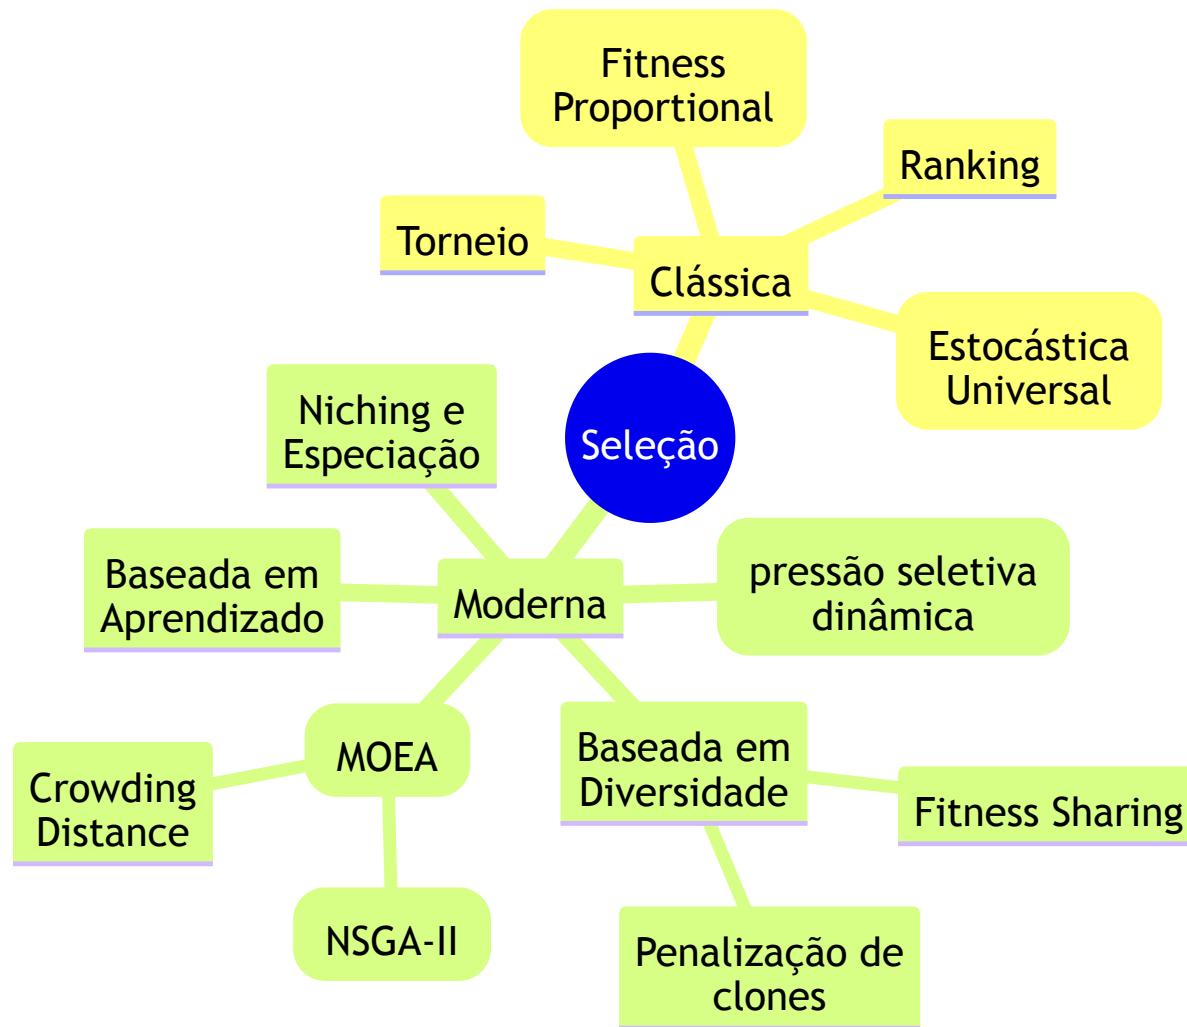 Fitness
Proportional
Ranking
Torneio
Clássica
Estocástica
Universal
Niching e
Especiação
Seleção
Baseada em
Aprendizado
Moderna
pressão seletiva
dinâmica
MOEA
Baseada em
Diversidade
Crowding
Distance
Fitness Sharing
NSGA-II
Penalização de
clones